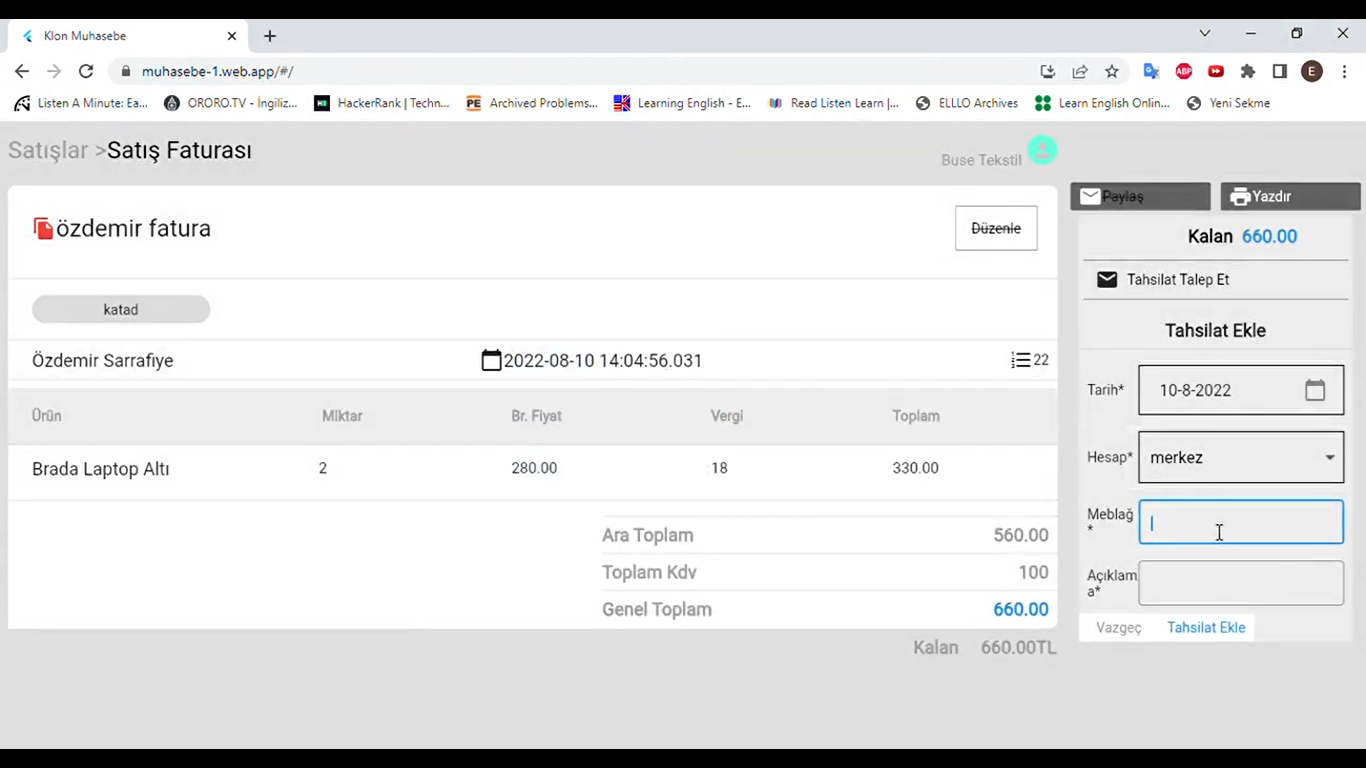 Klon Muhasebe
muhasebe-1.web.app/#/
ABP
E
Listen A Minute: Ea...
ORORO.TV - İngiliz...
HackerRank | Techn...
PE Archived Problems...
Learning English - E...
Read Listen Learn |...
ELLLO Archives
Learn English Onlin...
Yeni Sekme
Satışlar >Satış Faturası
Buse Tekstil
özdemir fatura
Düzenle
katad
Özdemir Sarrafiye
2022-08-10 14:04:56.031
22
Ürün Miktar Br. Fiyat Vergi Toplam
Brada Laptop Altı 2 280.00 18 330.00
Ara Toplam 560.00
Toplam Kdv 100
Genel Toplam 660.00
Kalan 660.00TL
Paylaş
Yazdır
Kalan 660.00
Tahsilat Talep Et
Tahsilat Ekle
Tarih* 10-8-2022
Hesap* merkez
Meblağ
*
Açıklam
a*
Vazgeç Tahsilat Ekle